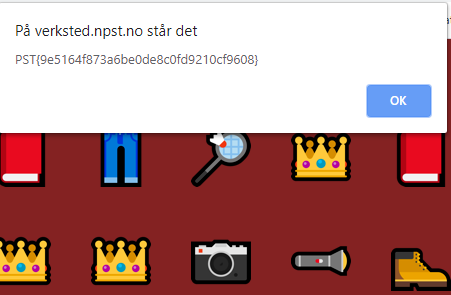 På verksted.npst.no står det
PST{9e5164f873a6be0de8c0fd9210cf9608}
OK